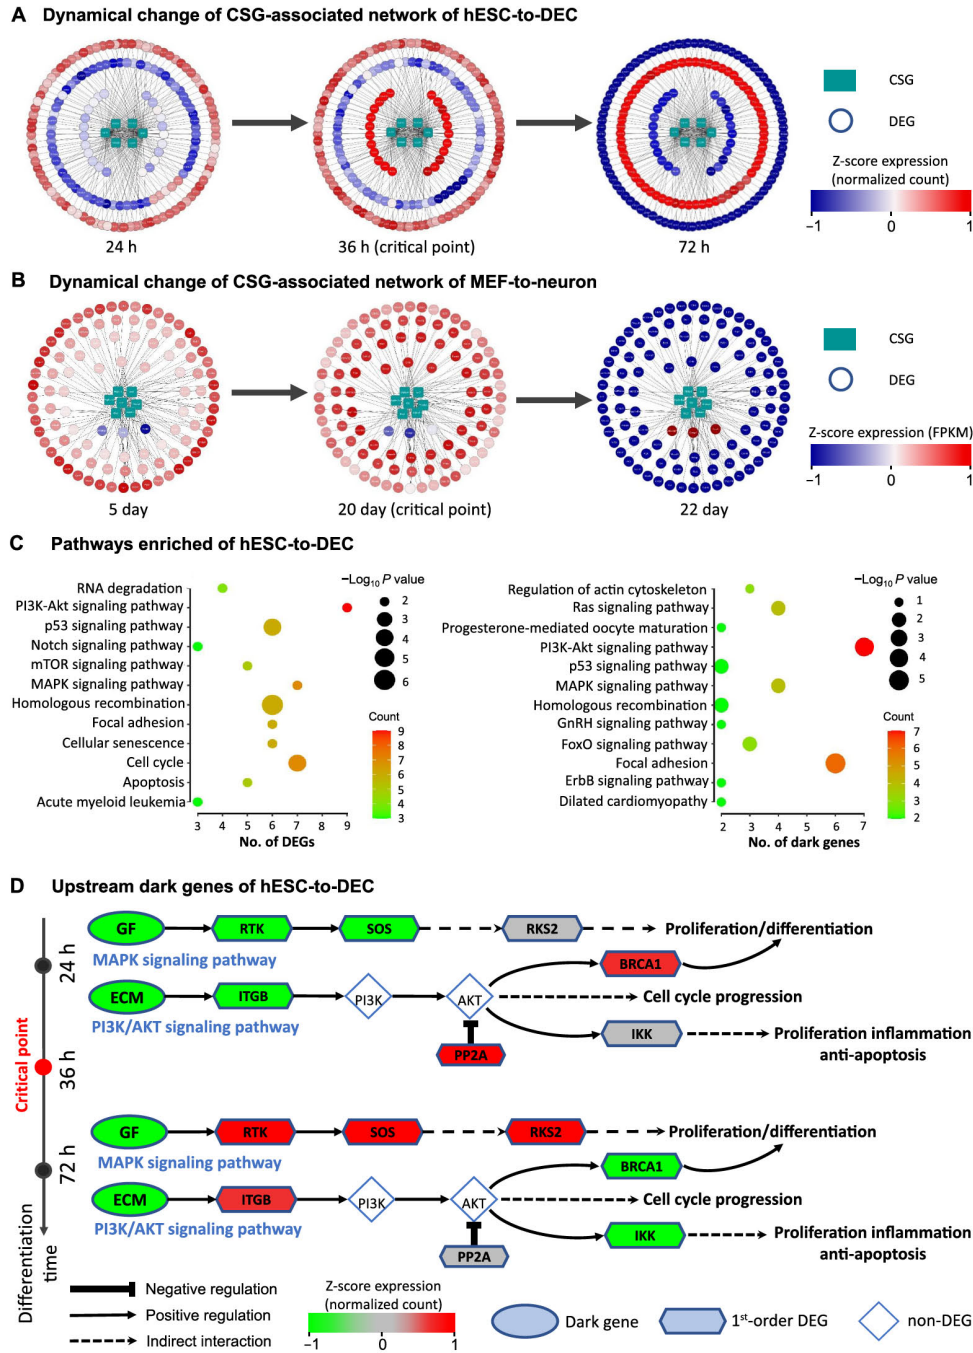 A Dynamical change of CSG-associated network of hESC-to-DEC
24 h
36 h (critical point)
72 h
CSG
DEG
Z-score expression
(normalized count)
−1 0 1
B Dynamical change of CSG-associated network of MEF-to-neuron
5 day
20 day (critical point)
22 day
CSG
DEG
Z-score expression (FPKM)
−1 0 1
C Pathways enriched of hESC-to-DEC
RNA degradation
PI3K-Akt signaling pathway
p53 signaling pathway
Notch signaling pathway
mTOR signaling pathway
MAPK signaling pathway
Homologous recombination
Focal adhesion
Cellular senescence
Cell cycle
Apoptosis
Acute myeloid leukemia
3 4 5 6 7 8 9
No. of DEGs
−Log10 P value
2
3
4
5
6
Count
9
8
7
6
5
4
3
Regulation of actin cytoskeleton
Ras signaling pathway
Progesterone-mediated oocyte maturation
PI3K-Akt signaling pathway
p53 signaling pathway
MAPK signaling pathway
Homologous recombination
GnRH signaling pathway
FoxO signaling pathway
Focal adhesion
ErbB signaling pathway
Dilated cardiomyopathy
2 3 4 5 6 7
No. of dark genes
−Log10 P value
1
2
3
4
5
Count
7
6
5
4
3
2
D Upstream dark genes of hESC-to-DEC
24 h
Critical point
36 h
72 h
Differentiation
time
GF RTK SOS RKS2 Proliferation/differentiation
MAPK signaling pathway
BRCA1
ECM ITGB PI3K AKT Cell cycle progression
PI3K/AKT signaling pathway
IKK Proliferation inflammation
anti-apoptosis
PP2A
GF RTK SOS RKS2 Proliferation/differentiation
MAPK signaling pathway
BRCA1
ECM ITGB PI3K AKT Cell cycle progression
PI3K/AKT signaling pathway
IKK Proliferation inflammation
anti-apoptosis
PP2A
Negative regulation
Positive regulation
Indirect interaction
Z-score expression
(normalized count)
−1 0 1
Dark gene
1st-order DEG
non-DEG